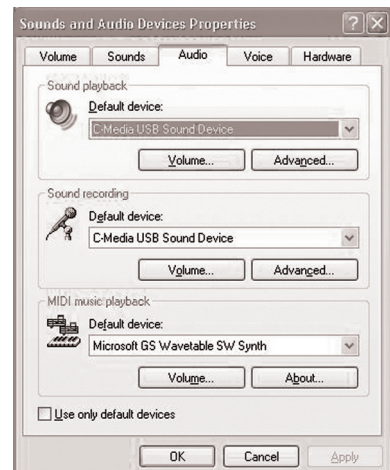 Sounds and Audio Devices Properties
Volume Sounds Audio Voice Hardware
Sound playback
Default device:
C-Media USB Sound Device
Volume... Advanced...
Sound recording
Default device:
C-Media USB Sound Device
Volume... Advanced...
MIDI music playback
Default device:
Microsoft GS Wavetable SW Synth
Volume... About...
Use only default devices
OK Cancel Apply